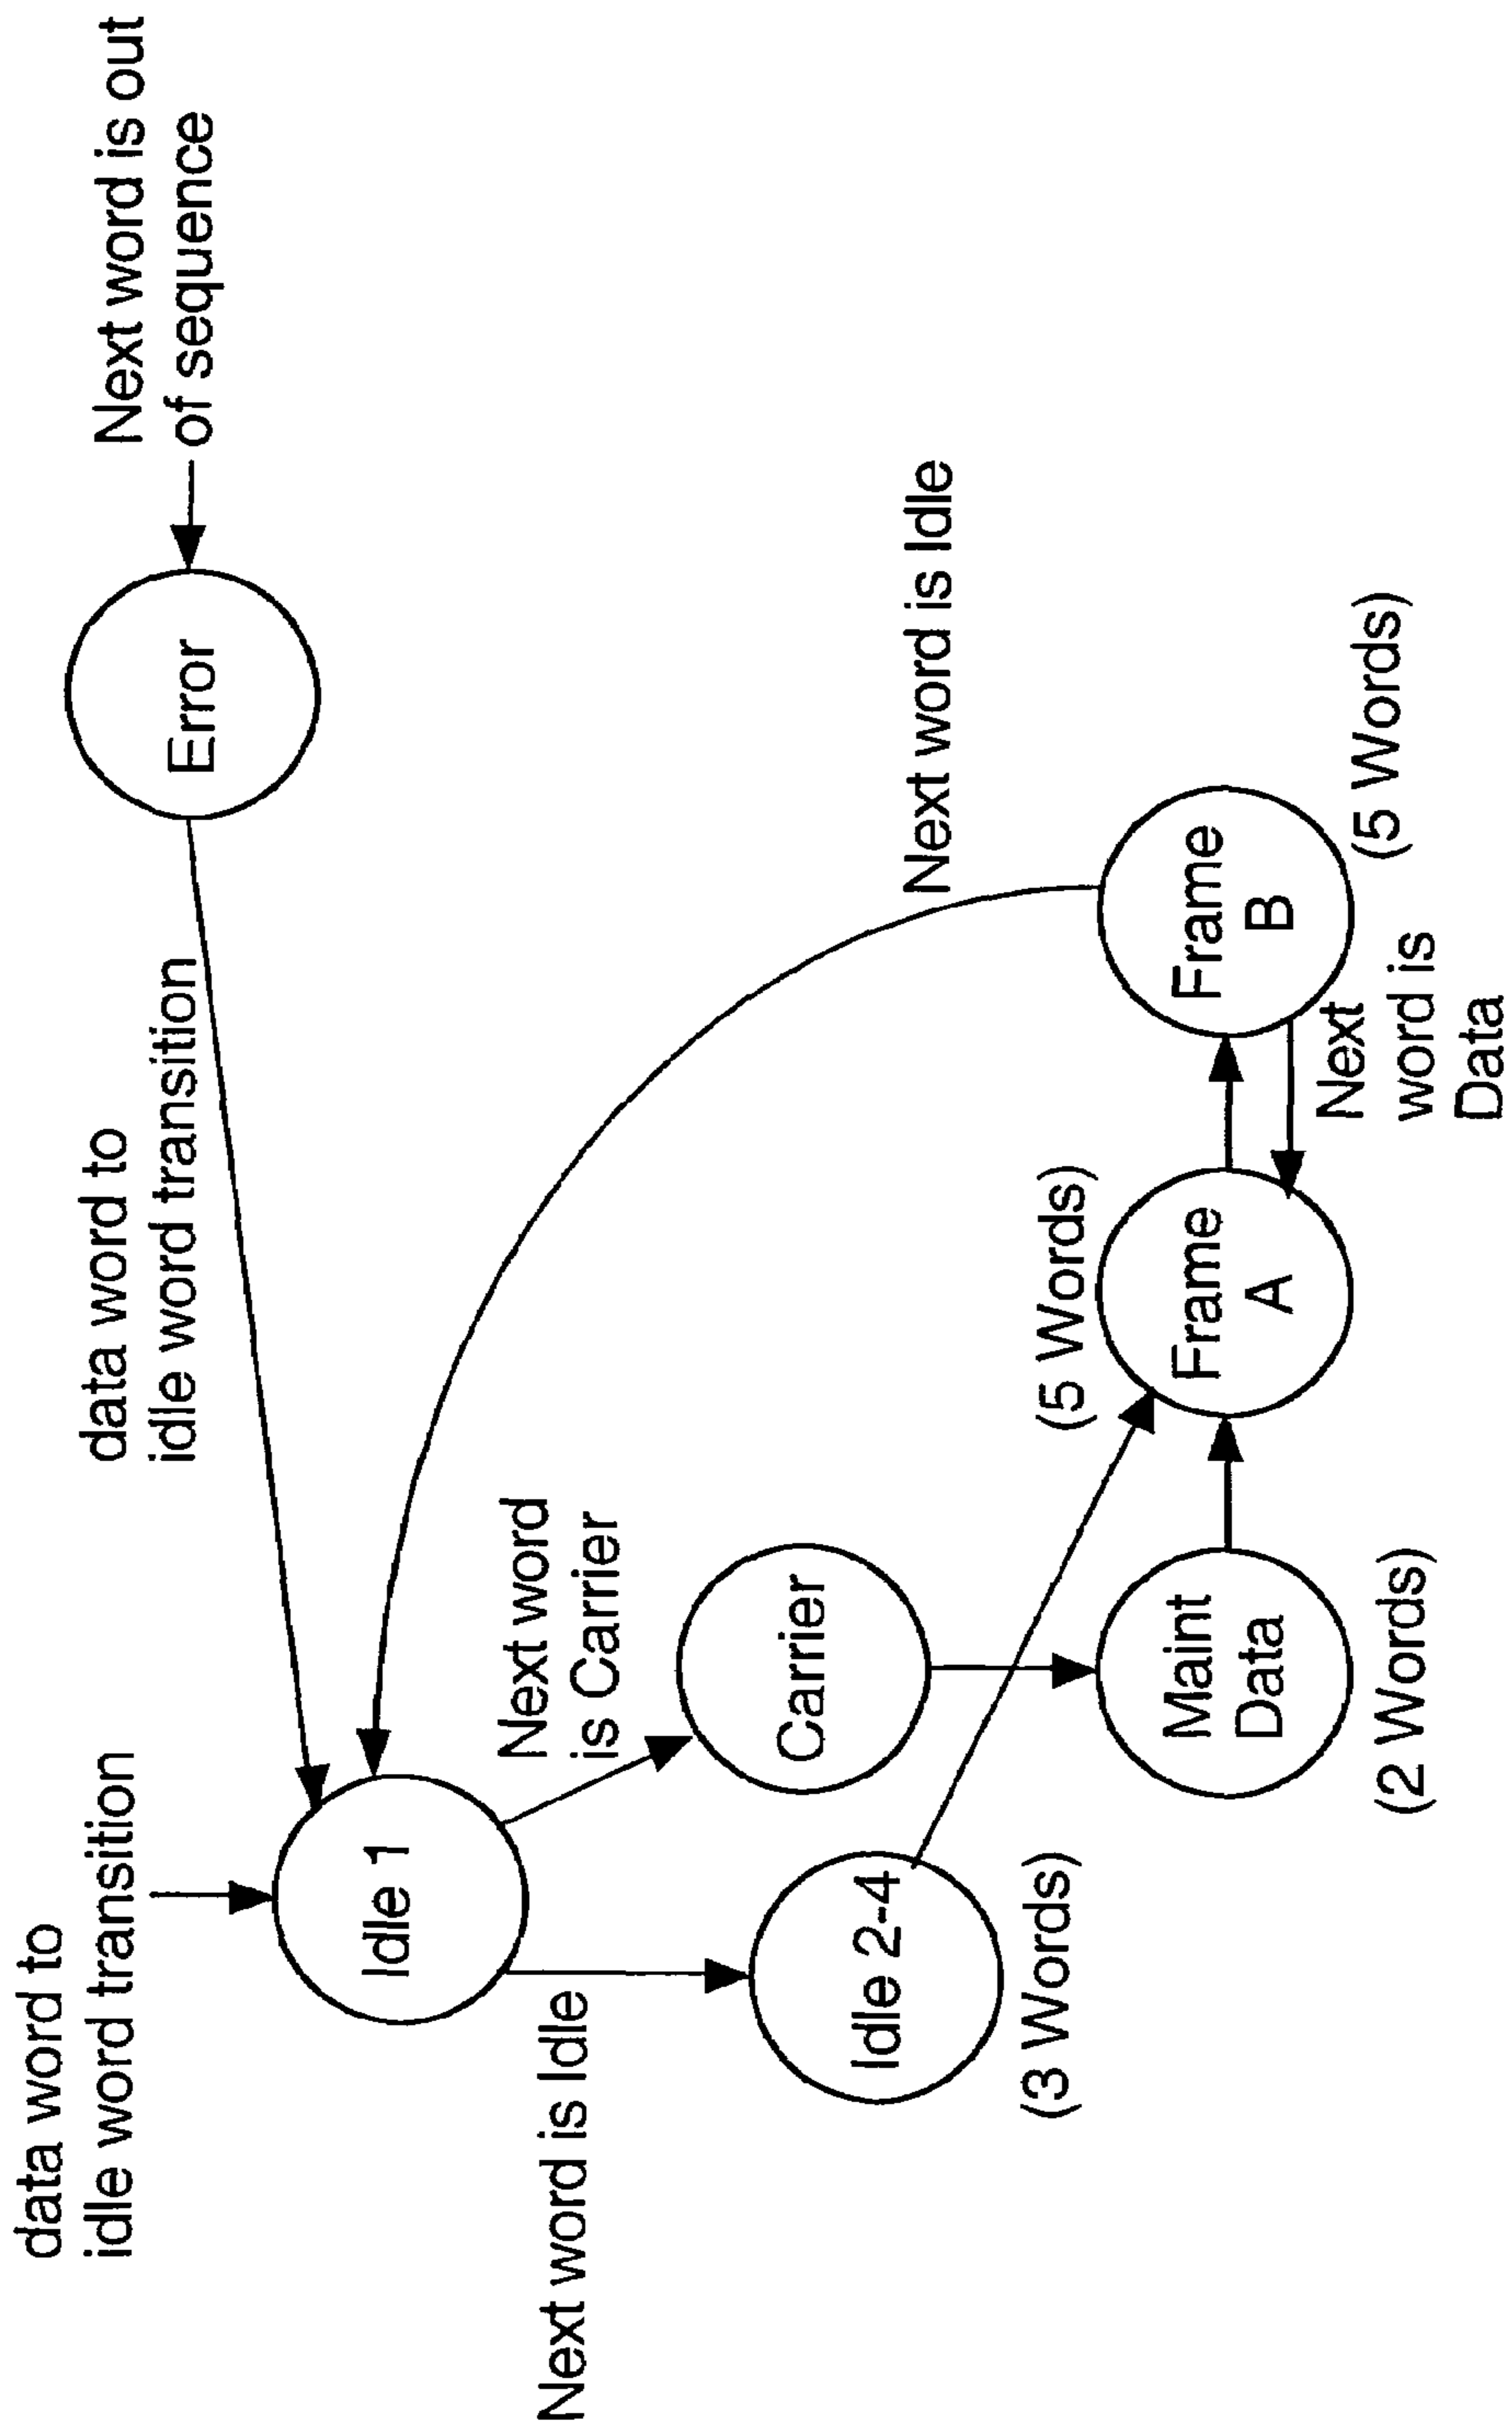 data word to
idle word transition
data word to
idle word transition
Next word is out
of sequence
Error
Idle 1
Next word is Idle
Next word
is Carrier
Next word is Idle
Idle 2-4
(3 Words)
Carrier
Maint
Data
(2 Words)
(5 Words)
Frame
A
Frame
B
(5 Words)
Next
word is
Data